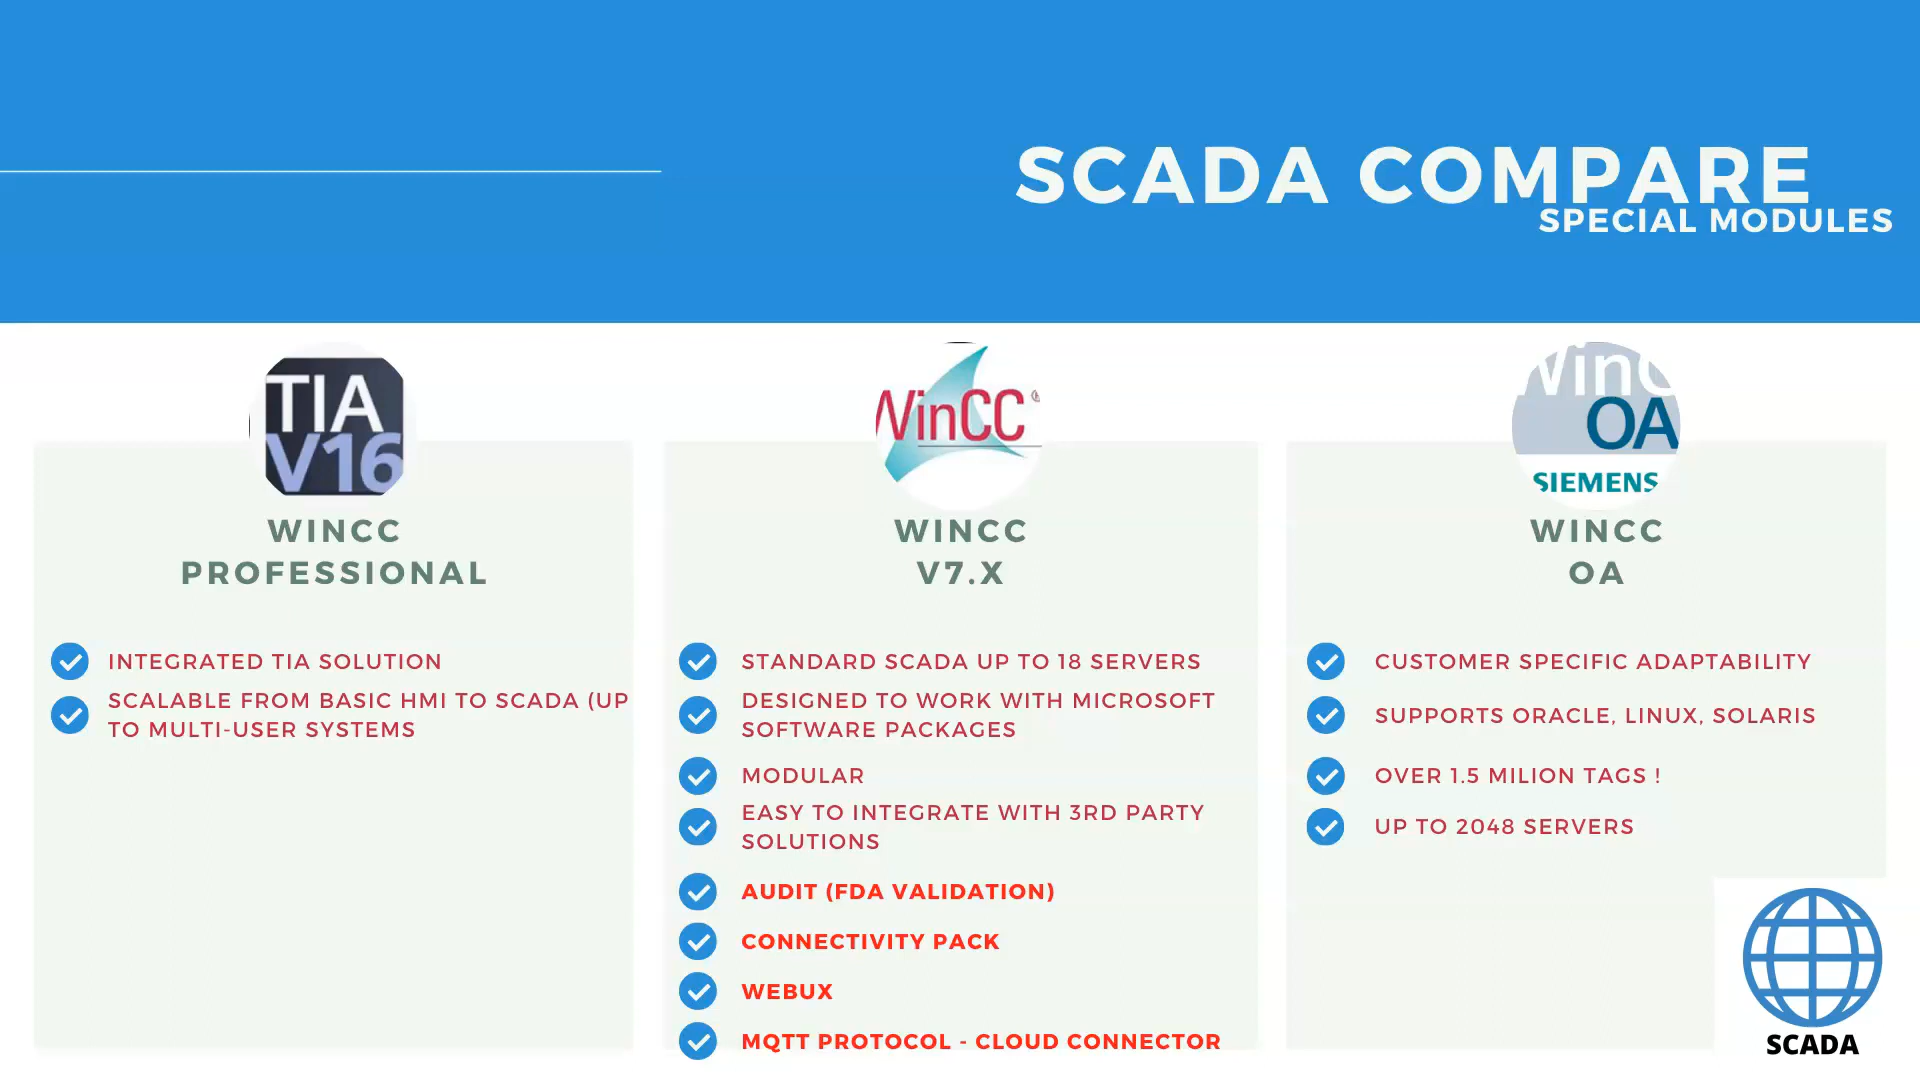 SCADA COMPARE
SPECIAL MODULES
TIA
V16
WinCC
WinC
OA
SIEMENS
WINCC
PROFESSIONAL
INTEGRATED TIA SOLUTION
SCALABLE FROM BASIC HMI TO SCADA (UP
TO MULTI-USER SYSTEMS
WINCC
V7.X
STANDARD SCADA UP TO 18 SERVERS
DESIGNED TO WORK WITH MICROSOFT
SOFTWARE PACKAGES
MODULAR
EASY TO INTEGRATE WITH 3RD PARTY
SOLUTIONS
AUDIT (FDA VALIDATION)
CONNECTIVITY PACK
WEBUX
MQTT PROTOCOL - CLOUD CONNECTOR
WINCC
OA
CUSTOMER SPECIFIC ADAPTABILITY
SUPPORTS ORACLE, LINUX, SOLARIS
OVER 1.5 MILION TAGS !
UP TO 2048 SERVERS
SCADA